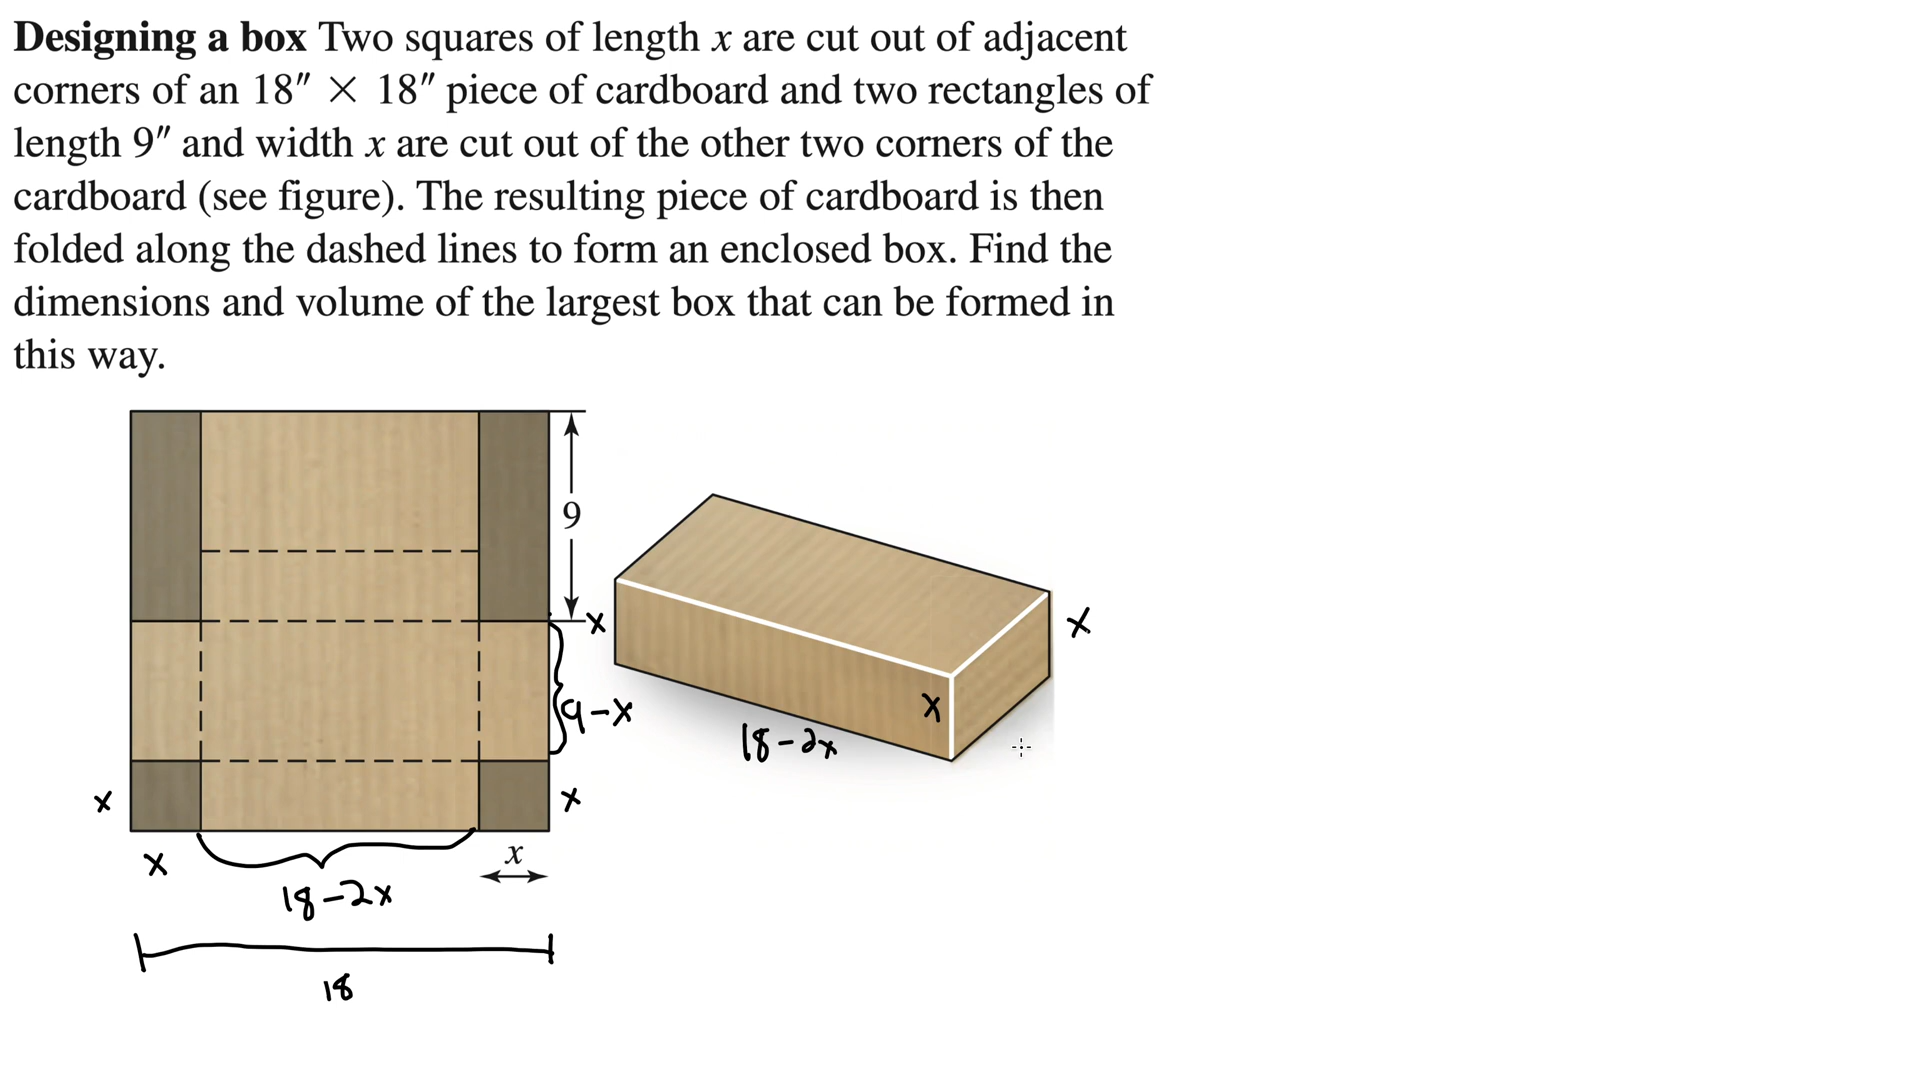 Designing a box Two squares of length x are cut out of adjacent
corners of an 18″ × 18″ piece of cardboard and two rectangles of
length 9″ and width x are cut out of the other two corners of the
cardboard (see figure). The resulting piece of cardboard is then
folded along the dashed lines to form an enclosed box. Find the
dimensions and volume of the largest box that can be formed in
this way.
9
x
x
9-x
x
18-2x
x
x
x
x
18-2x
18